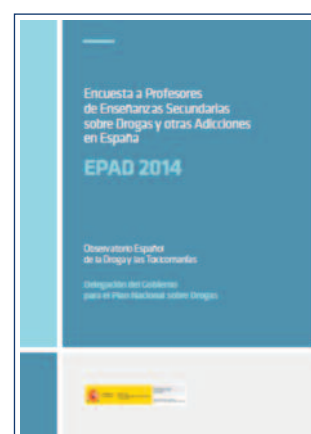 Encuesta a Profesores
de Enseñanzas Secundarias
sobre Drogas y otras Adicciones
en España
EPAD 2014
Observatorio Español
de la Droga y las Toxicomanías
Delegación del Gobierno
para el Plan Nacional sobre Drogas